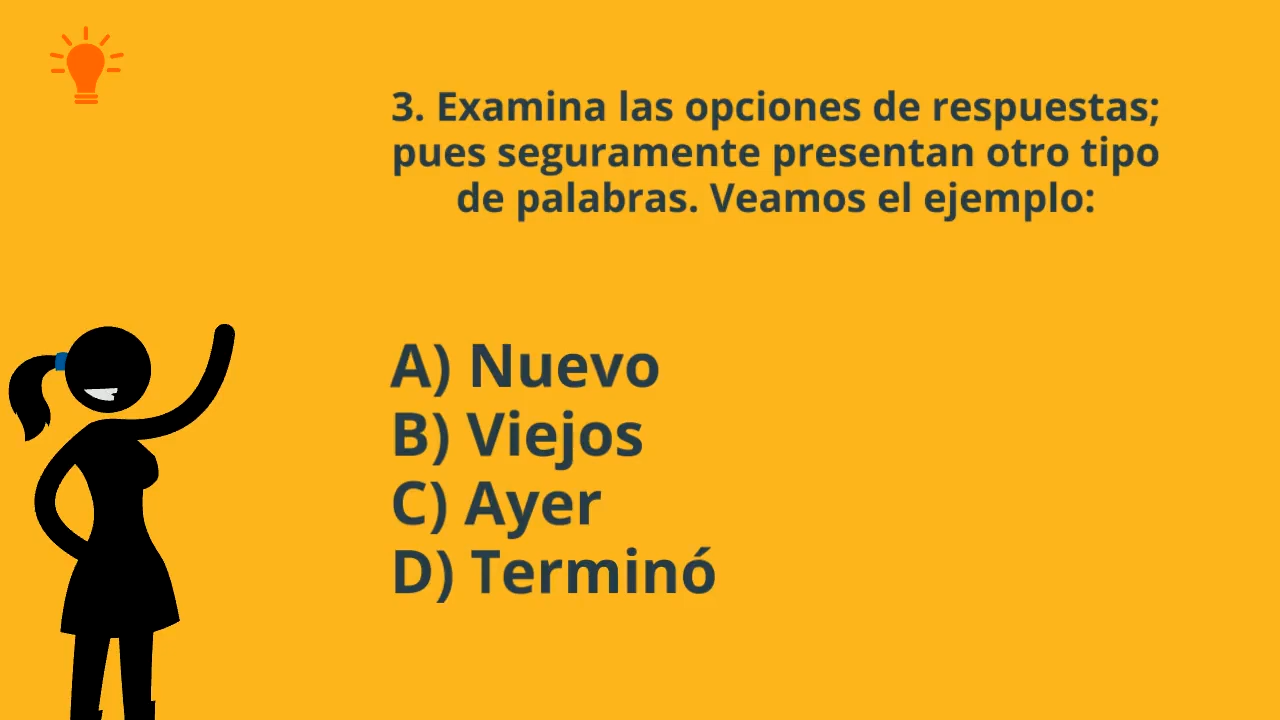 3. Examina las opciones de respuestas;
pues seguramente presentan otro tipo
de palabras. Veamos el ejemplo:
A) Nuevo
B) Viejos
C) Ayer
D) Terminó